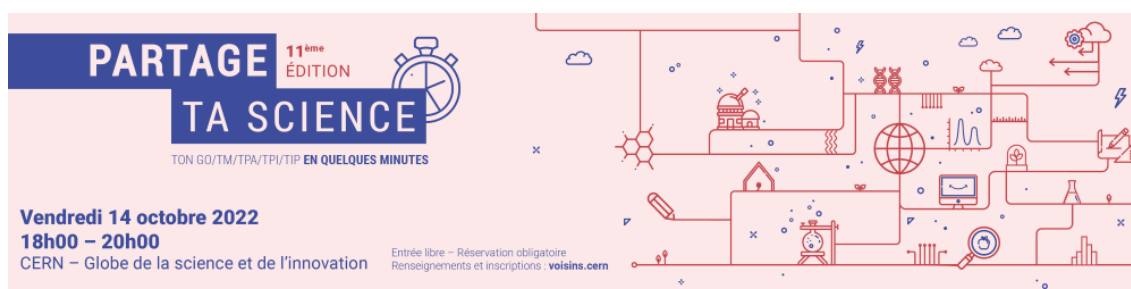 PARTAGE
11ème
ÉDITION
TA SCIENCE
TON GO/TM/TPA/TPI/TIP EN QUELQUES MINUTES
Vendredi 14 octobre 2022
18h00 – 20h00
CERN – Globe de la science et de l'innovation
Entrée libre – Réservation obligatoire
Renseignements et inscriptions : voisins.cern